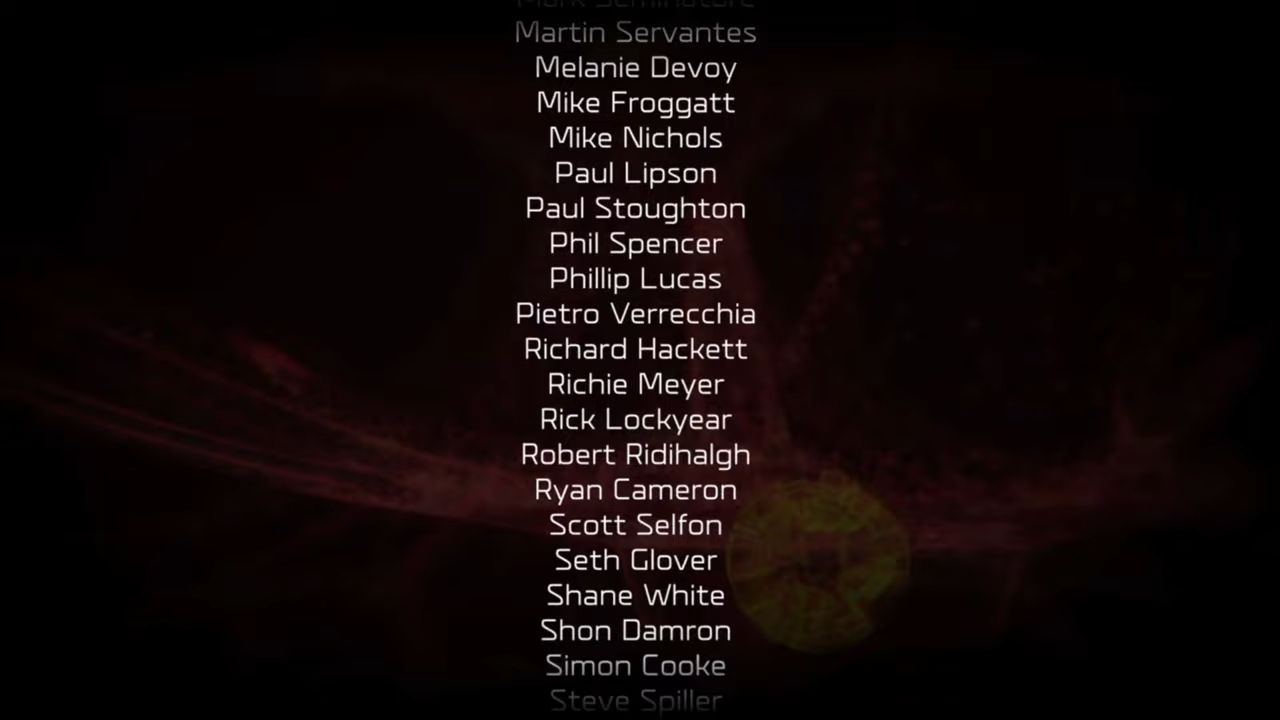 Martin Servantes
Melanie Devoy
Mike Froggatt
Mike Nichols
Paul Lipson
Paul Stoughton
Phil Spencer
Phillip Lucas
Pietro Verrecchia
Richard Hackett
Richie Meyer
Rick Lockyear
Robert Ridihalgh
Ryan Cameron
Scott Selfon
Seth Glover
Shane White
Shon Damron
Simon Cooke
Steve Spiller